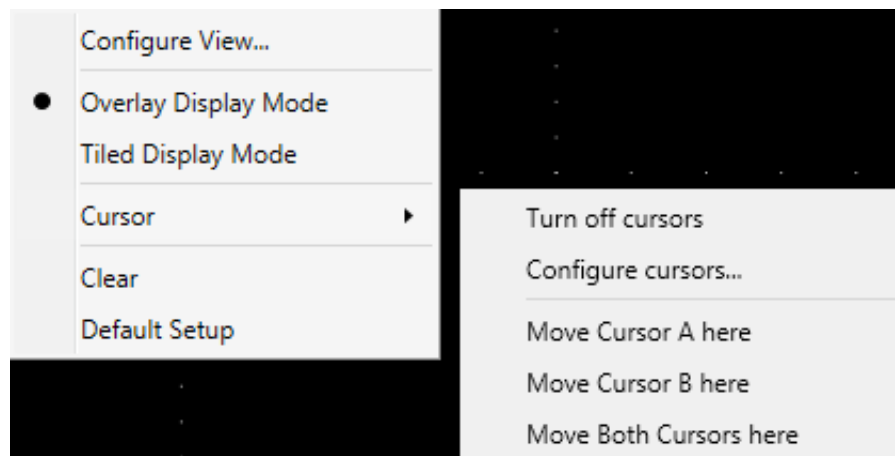 Configure View...
Overlay Display Mode
Tiled Display Mode
Cursor
Clear
Default Setup
Turn off cursors
Configure cursors...
Move Cursor A here
Move Cursor B here
Move Both Cursors here